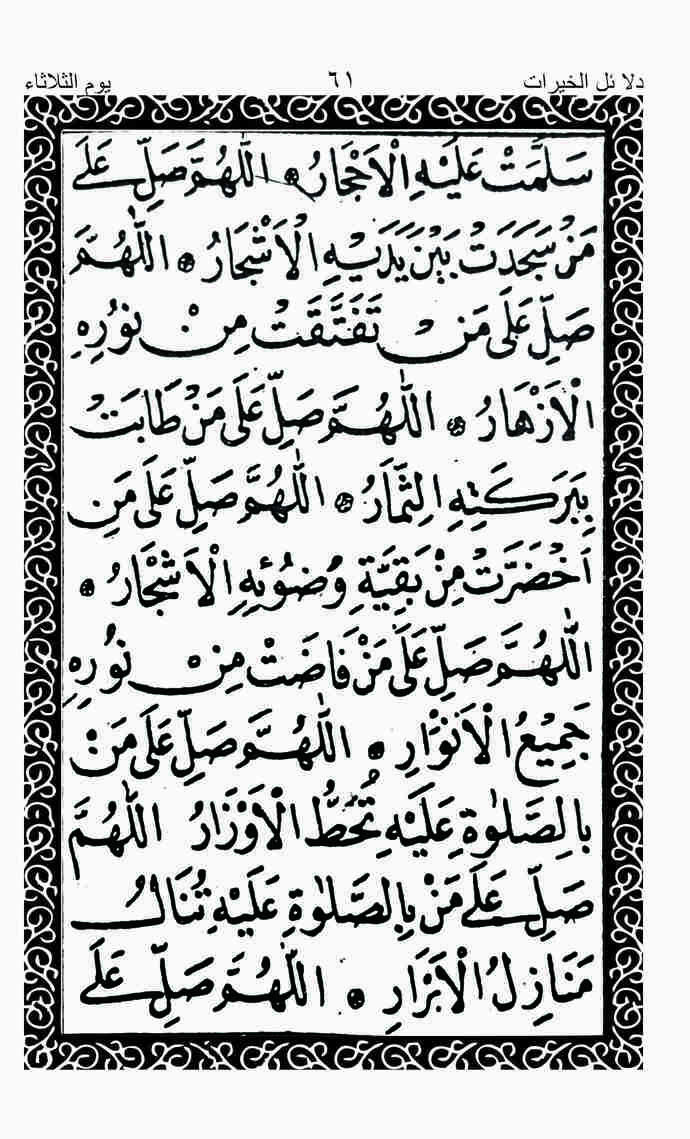 دلا ئل الخيرات ٦١ يوم الثلاثاء
سَلَّمَتْ عَلَيْهِ الْاَحْجَارُ ۞ اَللّٰهُمَّ صَلِّ عَلٰى
مَنْ سَجَدَتْ بَيْنَ يَدَيْهِ الْاَشْجَارُ ۞ اَللّٰهُمَّ
صَلِّ عَلٰى مَنْ تَفَتَّقَتْ مِنْ نُوْرِهِ
الْاَزْهَارُ ۞ اَللّٰهُمَّ صَلِّ عَلٰى مَنْ طَابَتْ
بِبَرَكَتِهِ الثِّمَارُ ۞ اَللّٰهُمَّ صَلِّ عَلٰى مَنِ
اخْضَرَّتْ مِنْ بَقِيَّةِ وُضُوْئِهِ الْاَشْجَارُ ۞
اَللّٰهُمَّ صَلِّ عَلٰى مَنْ فَاضَتْ مِنْ نُوْرِهِ
جَمِيْعُ الْاَنْوَارِ ۞ اَللّٰهُمَّ صَلِّ عَلٰى مَنْ
بِالصَّلٰوةِ عَلَيْهِ تُحَطُّ الْاَوْزَارُ اَللّٰهُمَّ
صَلِّ عَلٰى مَنْ بِالصَّلٰوةِ عَلَيْهِ تُنَالُ
مَنَازِلُ الْاَبْرَارِ ۞ اَللّٰهُمَّ صَلِّ عَلٰى